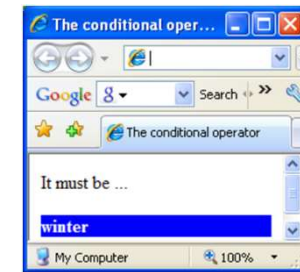 The conditional oper...
Google Search »
The conditional operator
It must be ...
winter
My Computer 100%